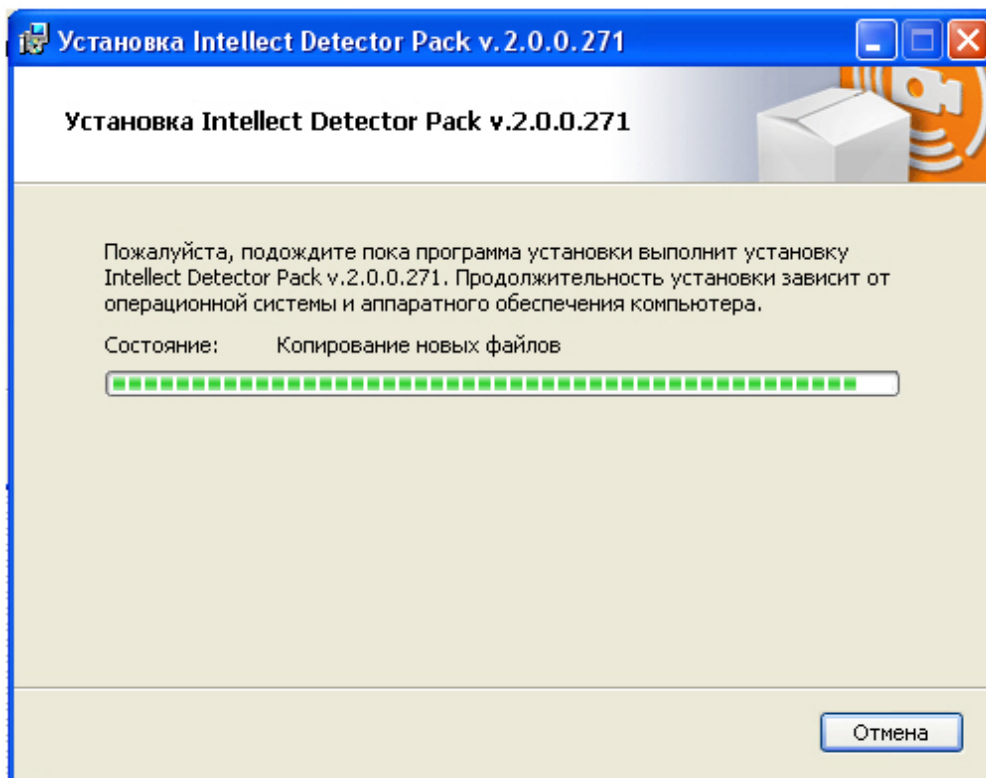 Установка Intellect Detector Pack v.2.0.0.271
Установка Intellect Detector Pack v.2.0.0.271
Пожалуйста, подождите пока программа установки выполнит установку
Intellect Detector Pack v.2.0.0.271. Продолжительность установки зависит от
операционной системы и аппаратного обеспечения компьютера.
Состояние: Копирование новых файлов
Отмена